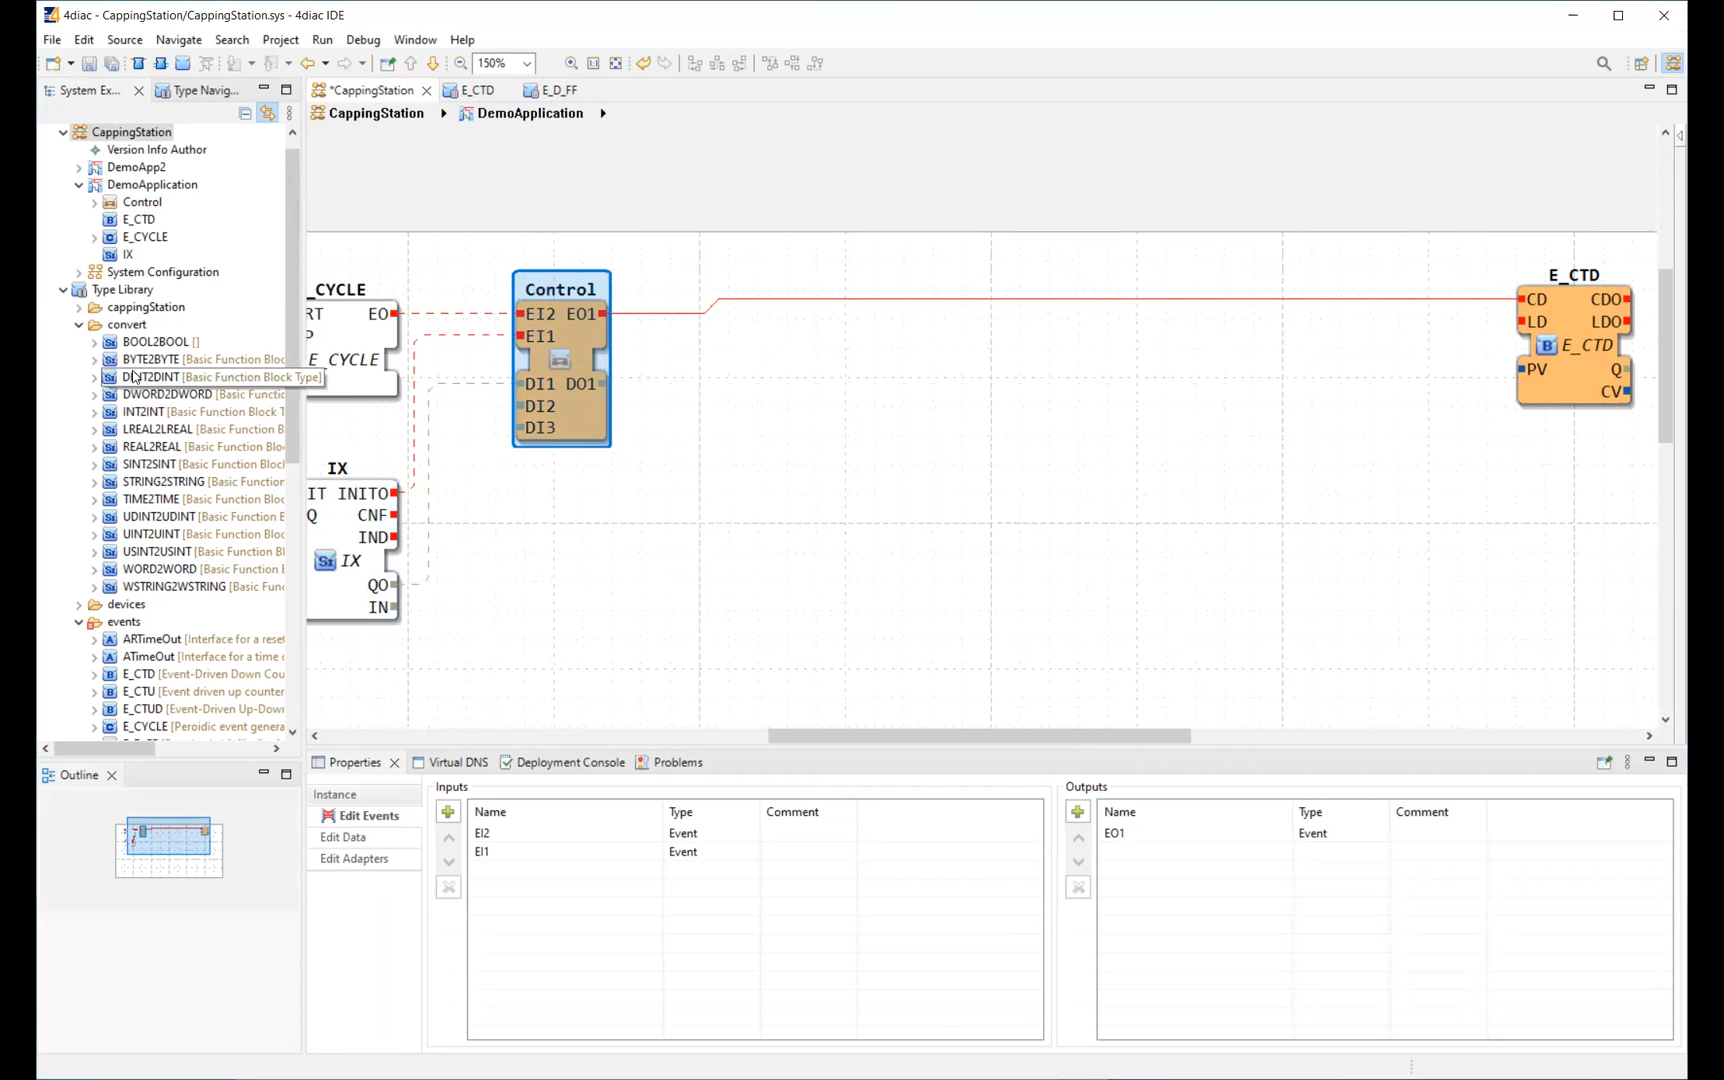 4diac - CappingStation/CappingStation.sys - 4diac IDE
File Edit Source Navigate Search Project Run Debug Window Help
150%
System Ex... Type Navig...
*CappingStation E_CTD E_D_FF
CappingStation DemoApplication
CappingStation
Version Info Author
DemoApp2
DemoApplication
Control
E_CTD
E_CYCLE
IX
System Configuration
Type Library
cappingStation
convert
BOOL2BOOL []
BYTE2BYTE [Basic Function Bloc
DINT2DINT [Basic Function Block Type]
DWORD2DWORD [Basic Functio
INT2INT [Basic Function Block T
LREAL2LREAL [Basic Function Blo
REAL2REAL [Basic Function Bloc
SINT2SINT [Basic Function Block
STRING2STRING [Basic Function
TIME2TIME [Basic Function Bloc
UDINT2UDINT [Basic Function B
UINT2UINT [Basic Function Bloc
USINT2USINT [Basic Function Bl
WORD2WORD [Basic Function Bl
WSTRING2WSTRING [Basic Func
devices
events
ARTimeOut [Interface for a rese
ATimeOut [Interface for a time o
E_CTD [Event-Driven Down Cou
E_CTU [Event driven up counter
E_CTUD [Event-Driven Up-Down
E_CYCLE [Peroidic event genera
_CYCLE
RT EO
P
E_CYCLE
Control
EI2 EO1
EI1
DI1 DO1
DI2
DI3
IX
IT INITO
Q CNF
IND
IX
QO
IN
E_CTD
CD CDO
LD LDO
E_CTD
PV Q
CV
Outline
Properties Virtual DNS Deployment Console Problems
Instance
Edit Events
Edit Data
Edit Adapters
Inputs
Name Type Comment
EI2 Event
EI1 Event
Outputs
Name Type Comment
EO1 Event